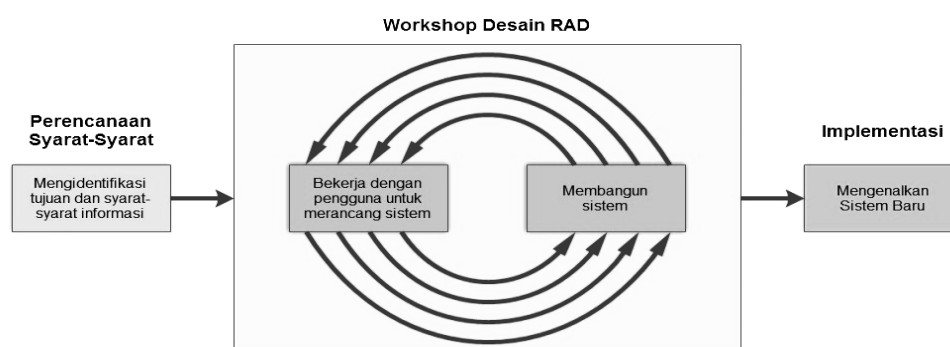 Workshop Desain RAD
Perencanaan
Syarat-Syarat
Mengidentifikasi
tujuan dan syarat-
syarat informasi
Bekerja dengan
pengguna untuk
merancang sistem
Membangun
sistem
Implementasi
Mengenalkan
Sistem Baru